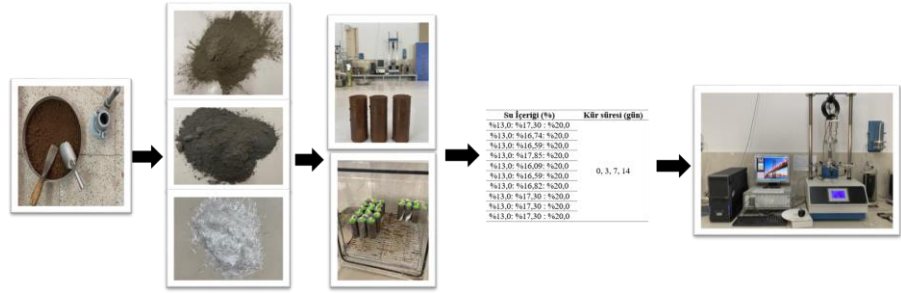 Su İçeriği (%) Kür süresi (gün)
%13,0: %17,30 : %20,0
%13,0: %16,74: %20,0
%13,0: %16,59: %20,0
%13,0: %17,85: %20,0
%13,0: %16,09: %20,0
%13,0: %16,59: %20,0
%13,0: %16,82: %20,0
%13,0: %17,30 : %20,0
%13,0: %17,30 : %20,0
%13,0: %17,30 : %20,0
0, 3, 7, 14